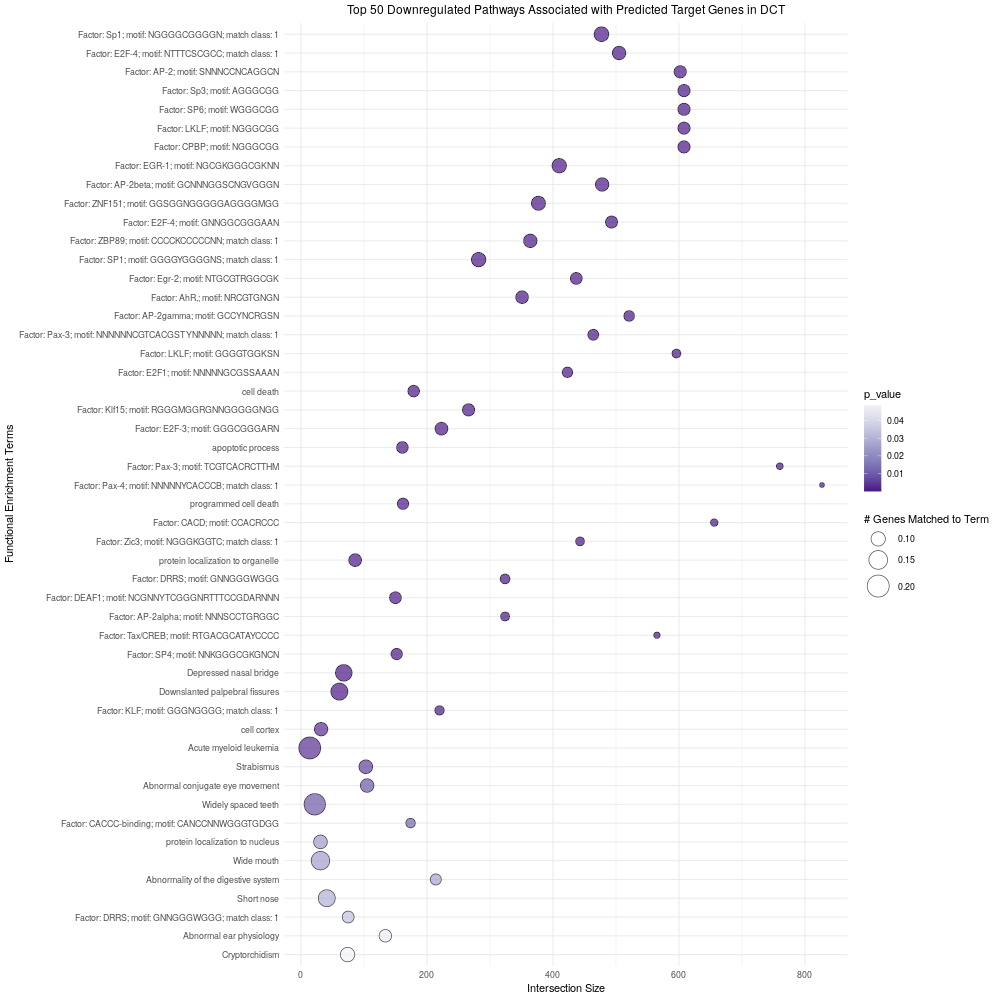 Top 50 Downregulated Pathways Associated with Predicted Target Genes in DCT
Functional Enrichment Terms
Factor: Sp1; motif: NGGGGCGGGGN; match class: 1
Factor: E2F-4; motif: NTTTCSCGCC; match class: 1
Factor: AP-2; motif: SNNNCCNCAGGCN
Factor: Sp3; motif: AGGGCGG
Factor: SP6; motif: WGGGCGG
Factor: LKLF; motif: NGGGCGG
Factor: CPBP; motif: NGGGCGG
Factor: EGR-1; motif: NGCGKGGGCGKNN
Factor: AP-2beta; motif: GCNNNGGSCNGVGGGN
Factor: ZNF151; motif: GGSGGNGGGGGAGGGGMGG
Factor: E2F-4; motif: GNNGGCGGGAAN
Factor: ZBP89; motif: CCCCKCCCCCNN; match class: 1
Factor: SP1; motif: GGGGYGGGGNS; match class: 1
Factor: Egr-2; motif: NTGCGTRGGCGK
Factor: AhR,; motif: NRCGTGNGN
Factor: AP-2gamma; motif: GCCYNCRGSN
Factor: Pax-3; motif: NNNNNNCGTCACGSTYNNNNN; match class: 1
Factor: LKLF; motif: GGGGTGGKSN
Factor: E2F1; motif: NNNNNGCGSSAAAN
cell death
Factor: Klf15; motif: RGGGMGGRGNNGGGGGNGG
Factor: E2F-3; motif: GGGCGGGARN
apoptotic process
Factor: Pax-3; motif: TCGTCACRCTTHM
Factor: Pax-4; motif: NNNNNYCACCCB; match class: 1
programmed cell death
Factor: CACD; motif: CCACRCCC
Factor: Zic3; motif: NGGGKGGTC; match class: 1
protein localization to organelle
Factor: DRRS; motif: GNNGGGWGGG
Factor: DEAF1; motif: NCGNNYTCGGGNRTTTCCGDARNNN
Factor: AP-2alpha; motif: NNNSCCTGRGGC
Factor: Tax/CREB; motif: RTGACGCATAYCCCC
Factor: SP4; motif: NNKGGGCGKGNCN
Depressed nasal bridge
Downslanted palpebral fissures
Factor: KLF; motif: GGGNGGGG; match class: 1
cell cortex
Acute myeloid leukemia
Strabismus
Abnormal conjugate eye movement
Widely spaced teeth
Factor: CACCC-binding; motif: CANCCNNWGGGTGDGG
protein localization to nucleus
Wide mouth
Abnormality of the digestive system
Short nose
Factor: DRRS; motif: GNNGGGWGGG; match class: 1
Abnormal ear physiology
Cryptorchidism
0 200 400 600 800
Intersection Size
p_value
0.04
0.03
0.02
0.01
# Genes Matched to Term
0.10
0.15
0.20